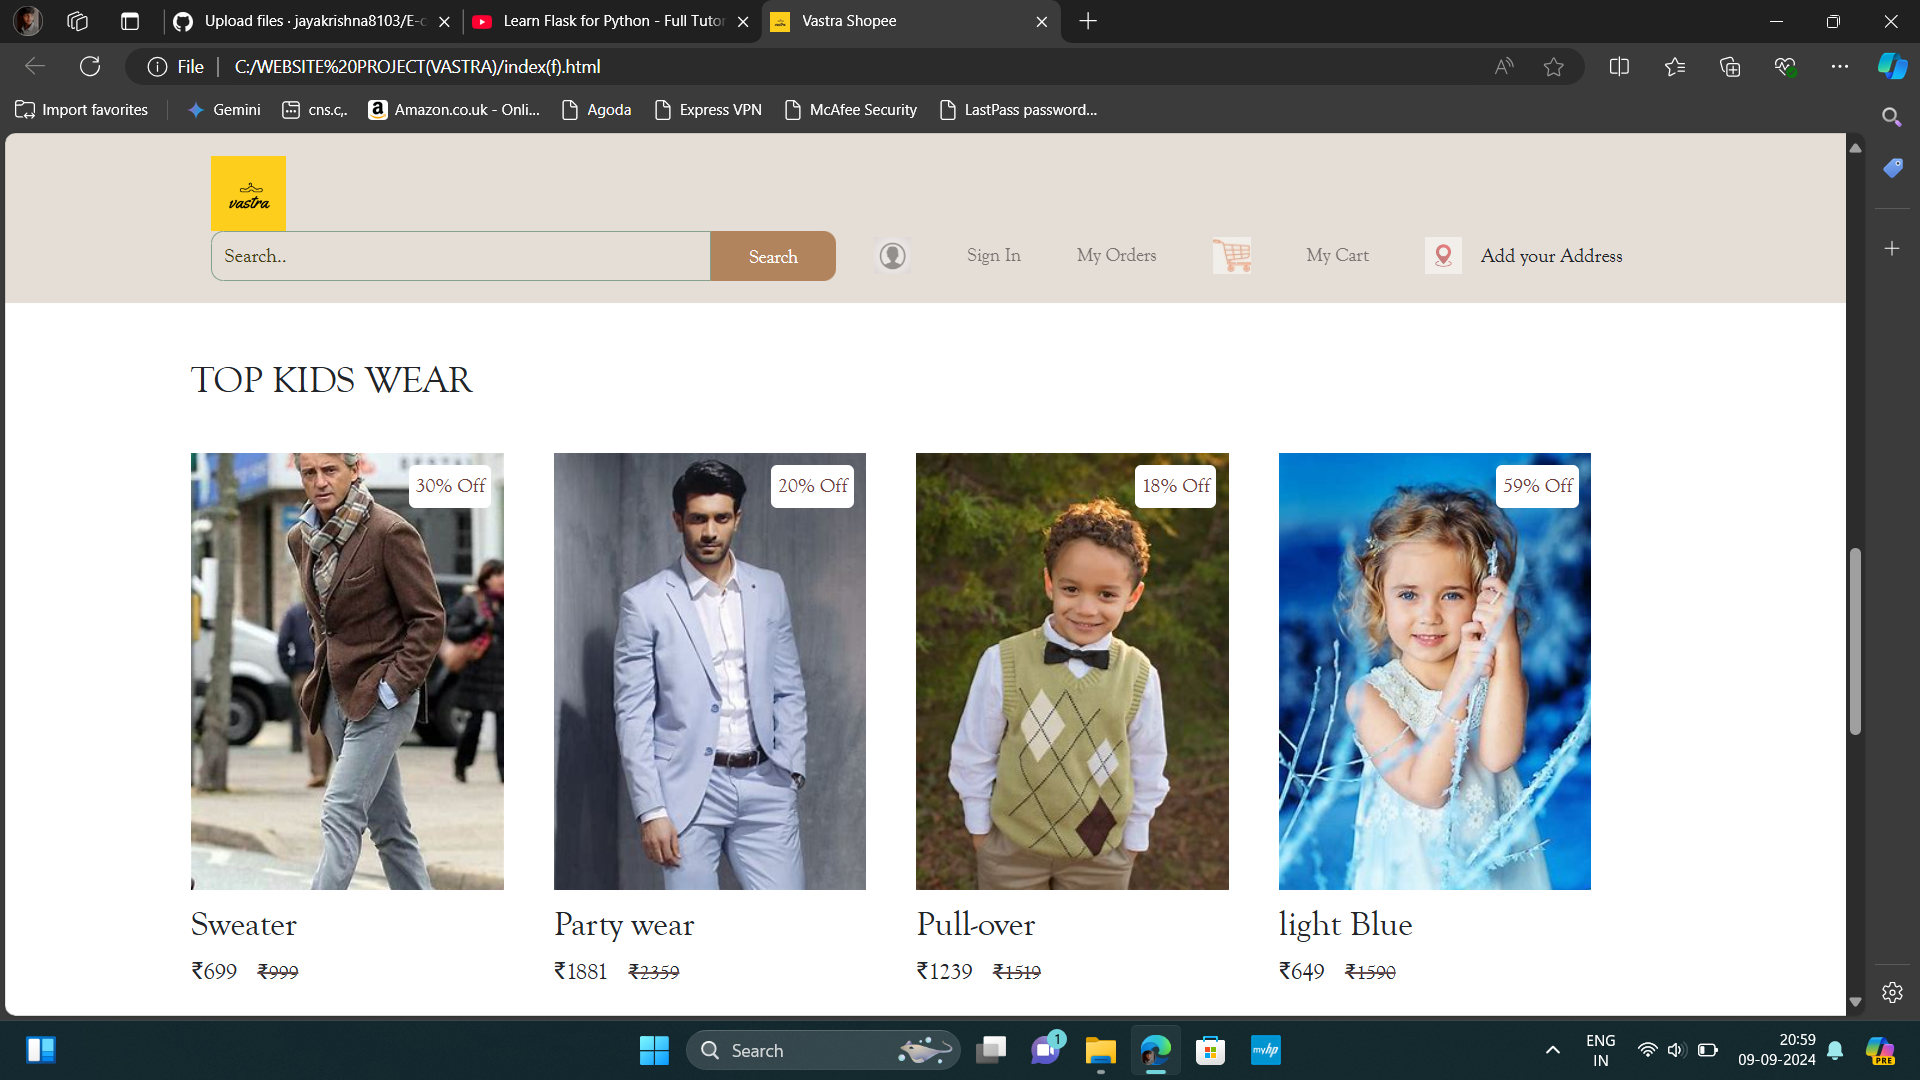 Upload files · jayakrishna8103/E-c
Learn Flask for Python - Full Tutor
Vastra Shopee
File
C:/WEBSITE%20PROJECT(VASTRA)/index(f).html
Import favorites
Gemini
cns.c,.
Amazon.co.uk - Onli...
Agoda
Express VPN
McAfee Security
LastPass password...
vastra
Search..
Search
Sign In
My Orders
My Cart
Add your Address
TOP KIDS WEAR
30% Off
20% Off
18% Off
59% Off
Sweater
Party wear
Pull-over
light Blue
₹699 ₹999
₹1881 ₹2359
₹1239 ₹1519
₹649 ₹1590
Search
1
myhp
ENG
IN
20:59
09-09-2024
PRE